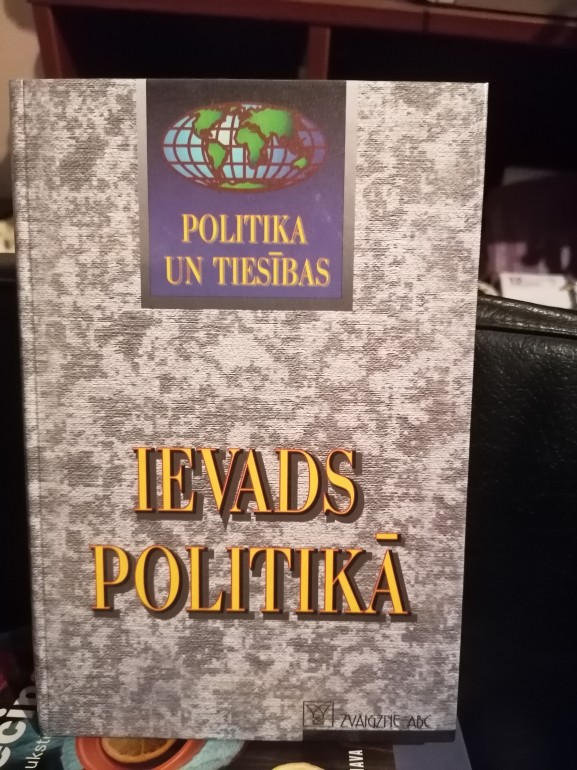 POLITIKA
UN TIESĪBAS
IEVADS
POLITIKĀ
ZVAIGZNE ABC